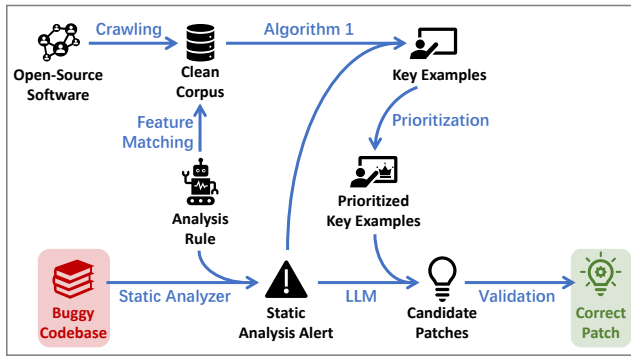 Crawling
Algorithm 1
Open-Source
Software
Clean
Corpus
Key Examples
Feature
Matching
Prioritization
Analysis
Rule
Prioritized
Key Examples
Buggy
Codebase
Static Analyzer
Static
Analysis Alert
LLM
Candidate
Patches
Validation
Correct
Patch